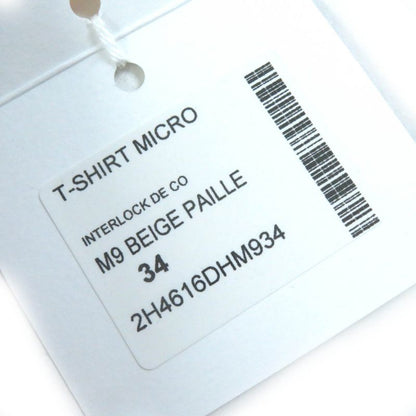 T-SHIRT MICRO
INTERLOCK DE CO
M9 BEIGE PAILLE
34
2H4616DHM934